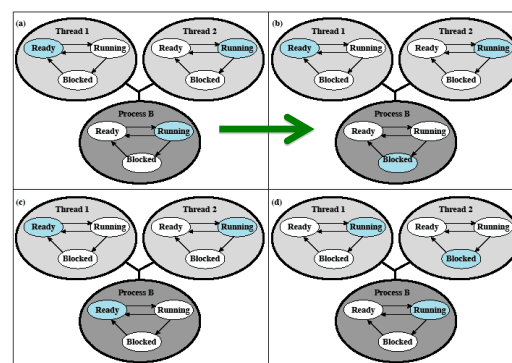 (a)
Thread 1
Ready
Running
Blocked
Thread 2
Ready
Running
Blocked
Process B
Ready
Running
Blocked
(b)
Thread 1
Ready
Running
Blocked
Thread 2
Ready
Running
Blocked
Process B
Ready
Running
Blocked
(c)
Thread 1
Ready
Running
Blocked
Thread 2
Ready
Running
Blocked
Process B
Ready
Running
Blocked
(d)
Thread 1
Ready
Running
Blocked
Thread 2
Ready
Running
Blocked
Process B
Ready
Running
Blocked